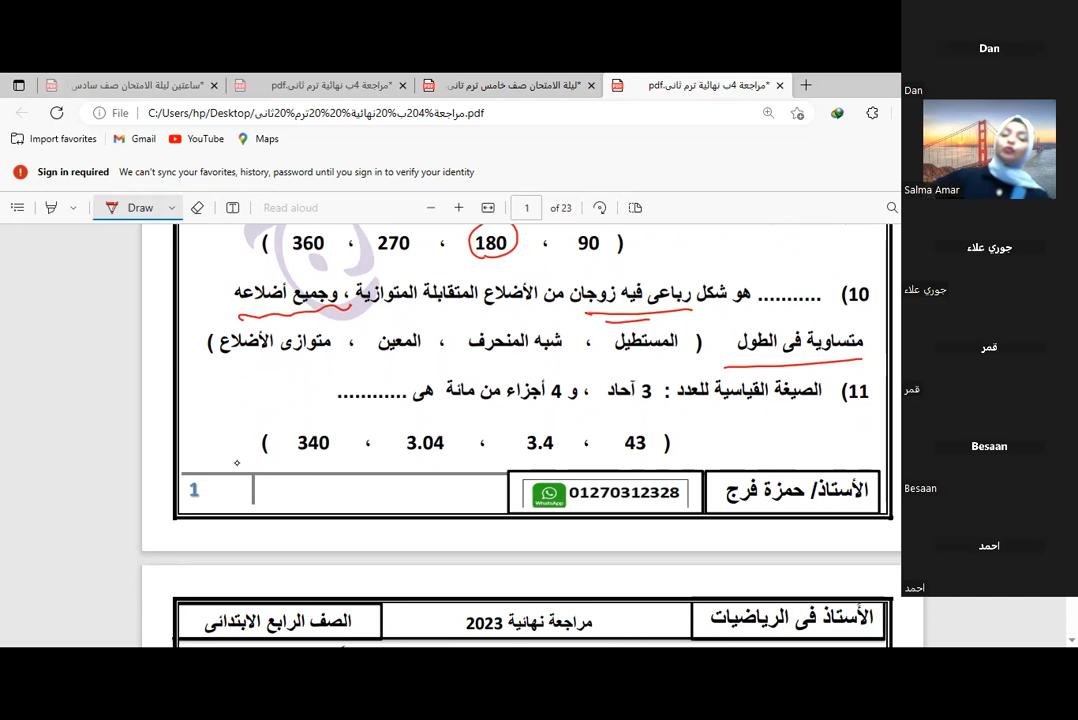 *ساعتين ليلة الامتحان صف سادس
*مراجعة 4ب نهائية ترم ثانى.pdf
*ليلة الامتحان صف خامس ترم ثانى.
*مراجعة 4ب نهائية ترم ثانى.pdf
File C:/Users/hp/Desktop/مراجعة%204ب%20نهائية%20%20ترم%20ثانى.pdf
Import favorites Gmail YouTube Maps
Sign in required We can't sync your favorites, history, password until you sign in to verify your identity
Draw Read aloud 1 of 23
( 90 ، 180 ، 270 ، 360 )
10) ........... هو شكل رباعى فيه زوجان من الأضلاع المتقابلة المتوازية ، وجميع أضلاعه
متساوية فى الطول ( المستطيل ، شبه المنحرف ، المعين ، متوازى الأضلاع )
11) الصيغة القياسية للعدد : 3 آحاد ، و 4 أجزاء من مائة هى ............
( 43 ، 3.4 ، 3.04 ، 340 )
الأستاذ/ حمزة فرج
01270312328
WhatsApp
1
الأستاذ فى الرياضيات
مراجعة نهائية 2023
الصف الرابع الابتدائى
Dan
Dan
Salma Amar
جوري علاء
جوري علاء
قمر
قمر
Besaan
Besaan
احمد
احمد